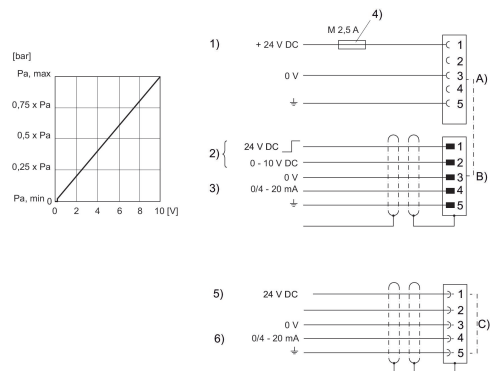 4)
M 2,5 A
1)
+ 24 V DC
1
2
0 V
3
4
5
A)
[bar]
Pa, max
0,75 x Pa
0,5 x Pa
0,25 x Pa
Pa, min 0
0 2 4 6 8 10 [V]
2) {
24 V DC
1
0 - 10 V DC
2
0 V
3
B)
3)
0/4 - 20 mA
4
5
5)
24 V DC
1
2
0 V
3
C)
6)
0/4 - 20 mA
4
5